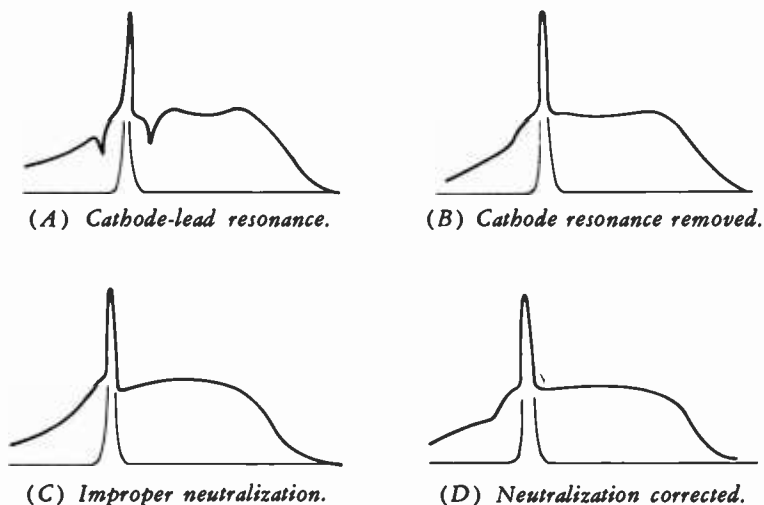 (A) Cathode-lead resonance.
(B) Cathode resonance removed.
(C) Improper neutralization.
(D) Neutralization corrected.